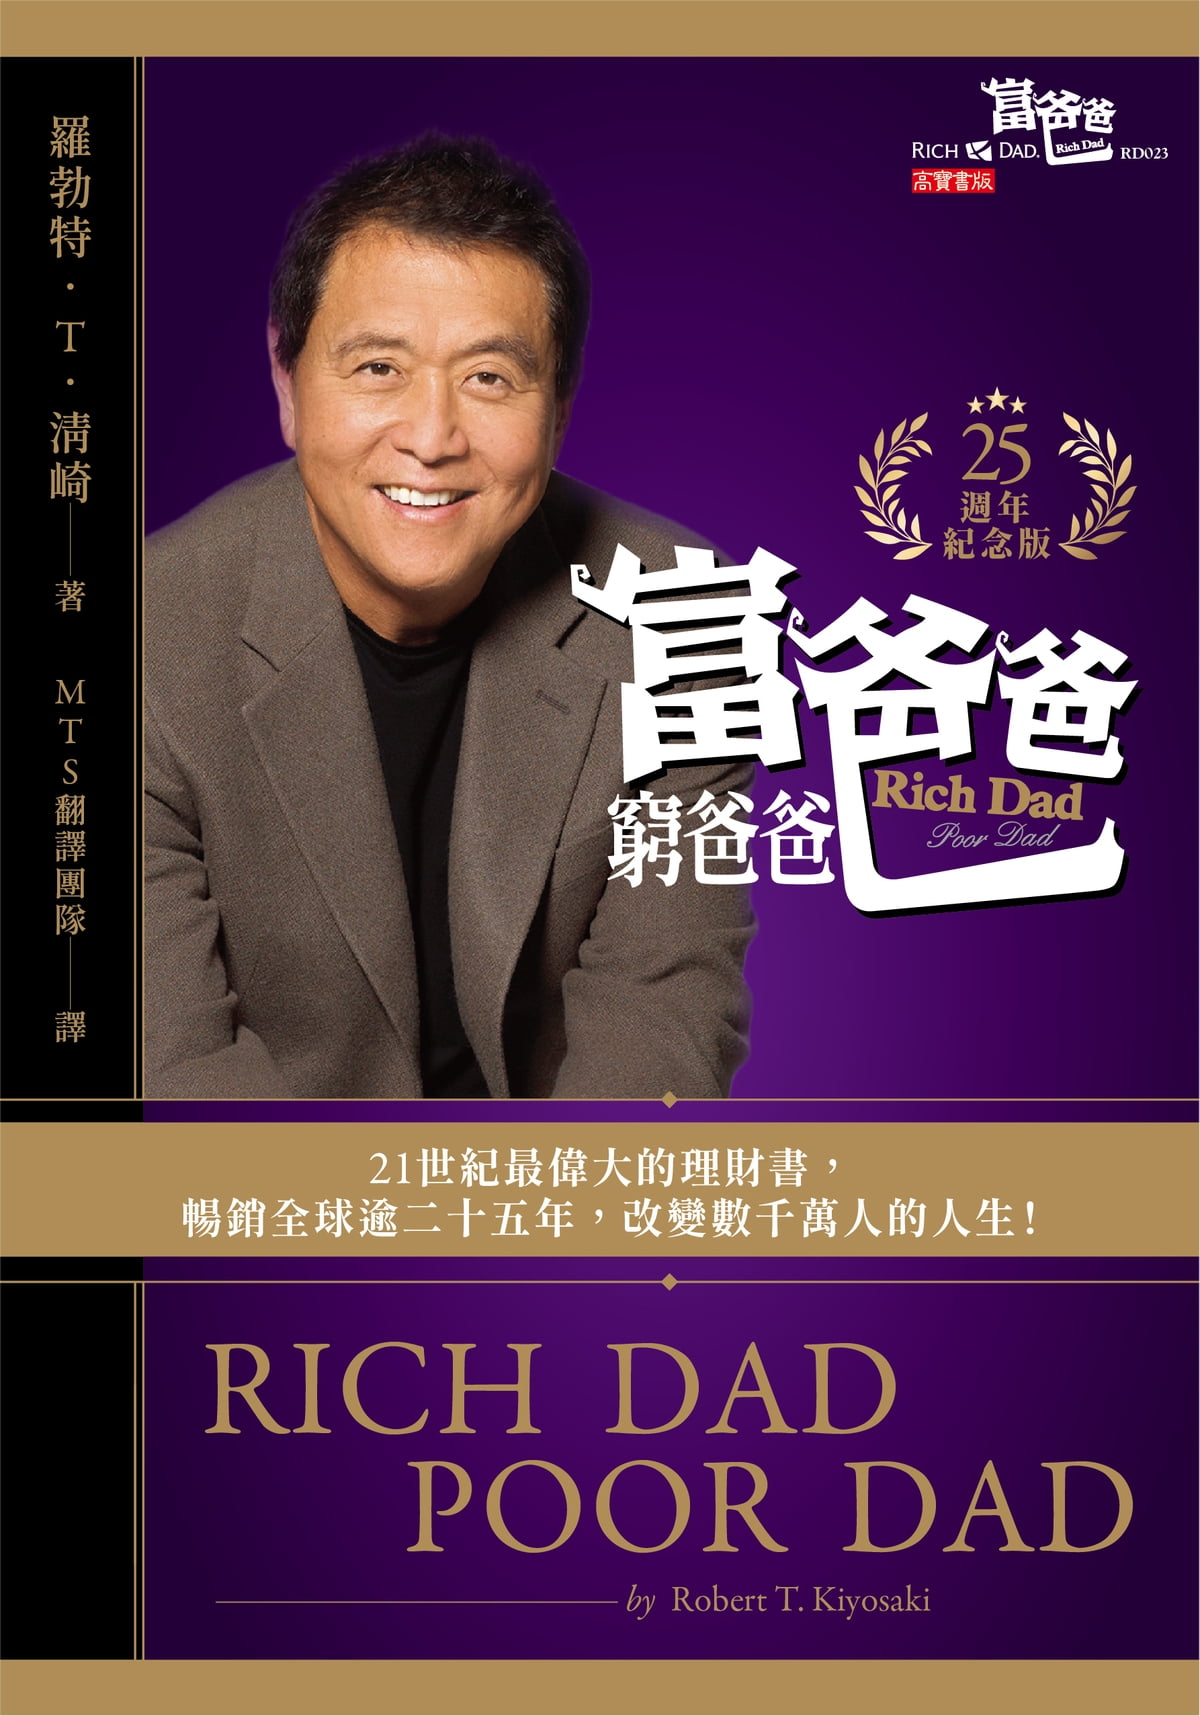 羅勃特・T・清崎——著 MTS翻譯團隊——譯
富爸爸
Rich Dad
RICH DAD.
RD023
高寶書版
25
週年
紀念版
富爸爸
窮爸爸
Rich Dad
Poor Dad
21世紀最偉大的理財書，
暢銷全球逾二十五年，改變數千萬人的人生！
RICH DAD
POOR DAD
by Robert T. Kiyosaki